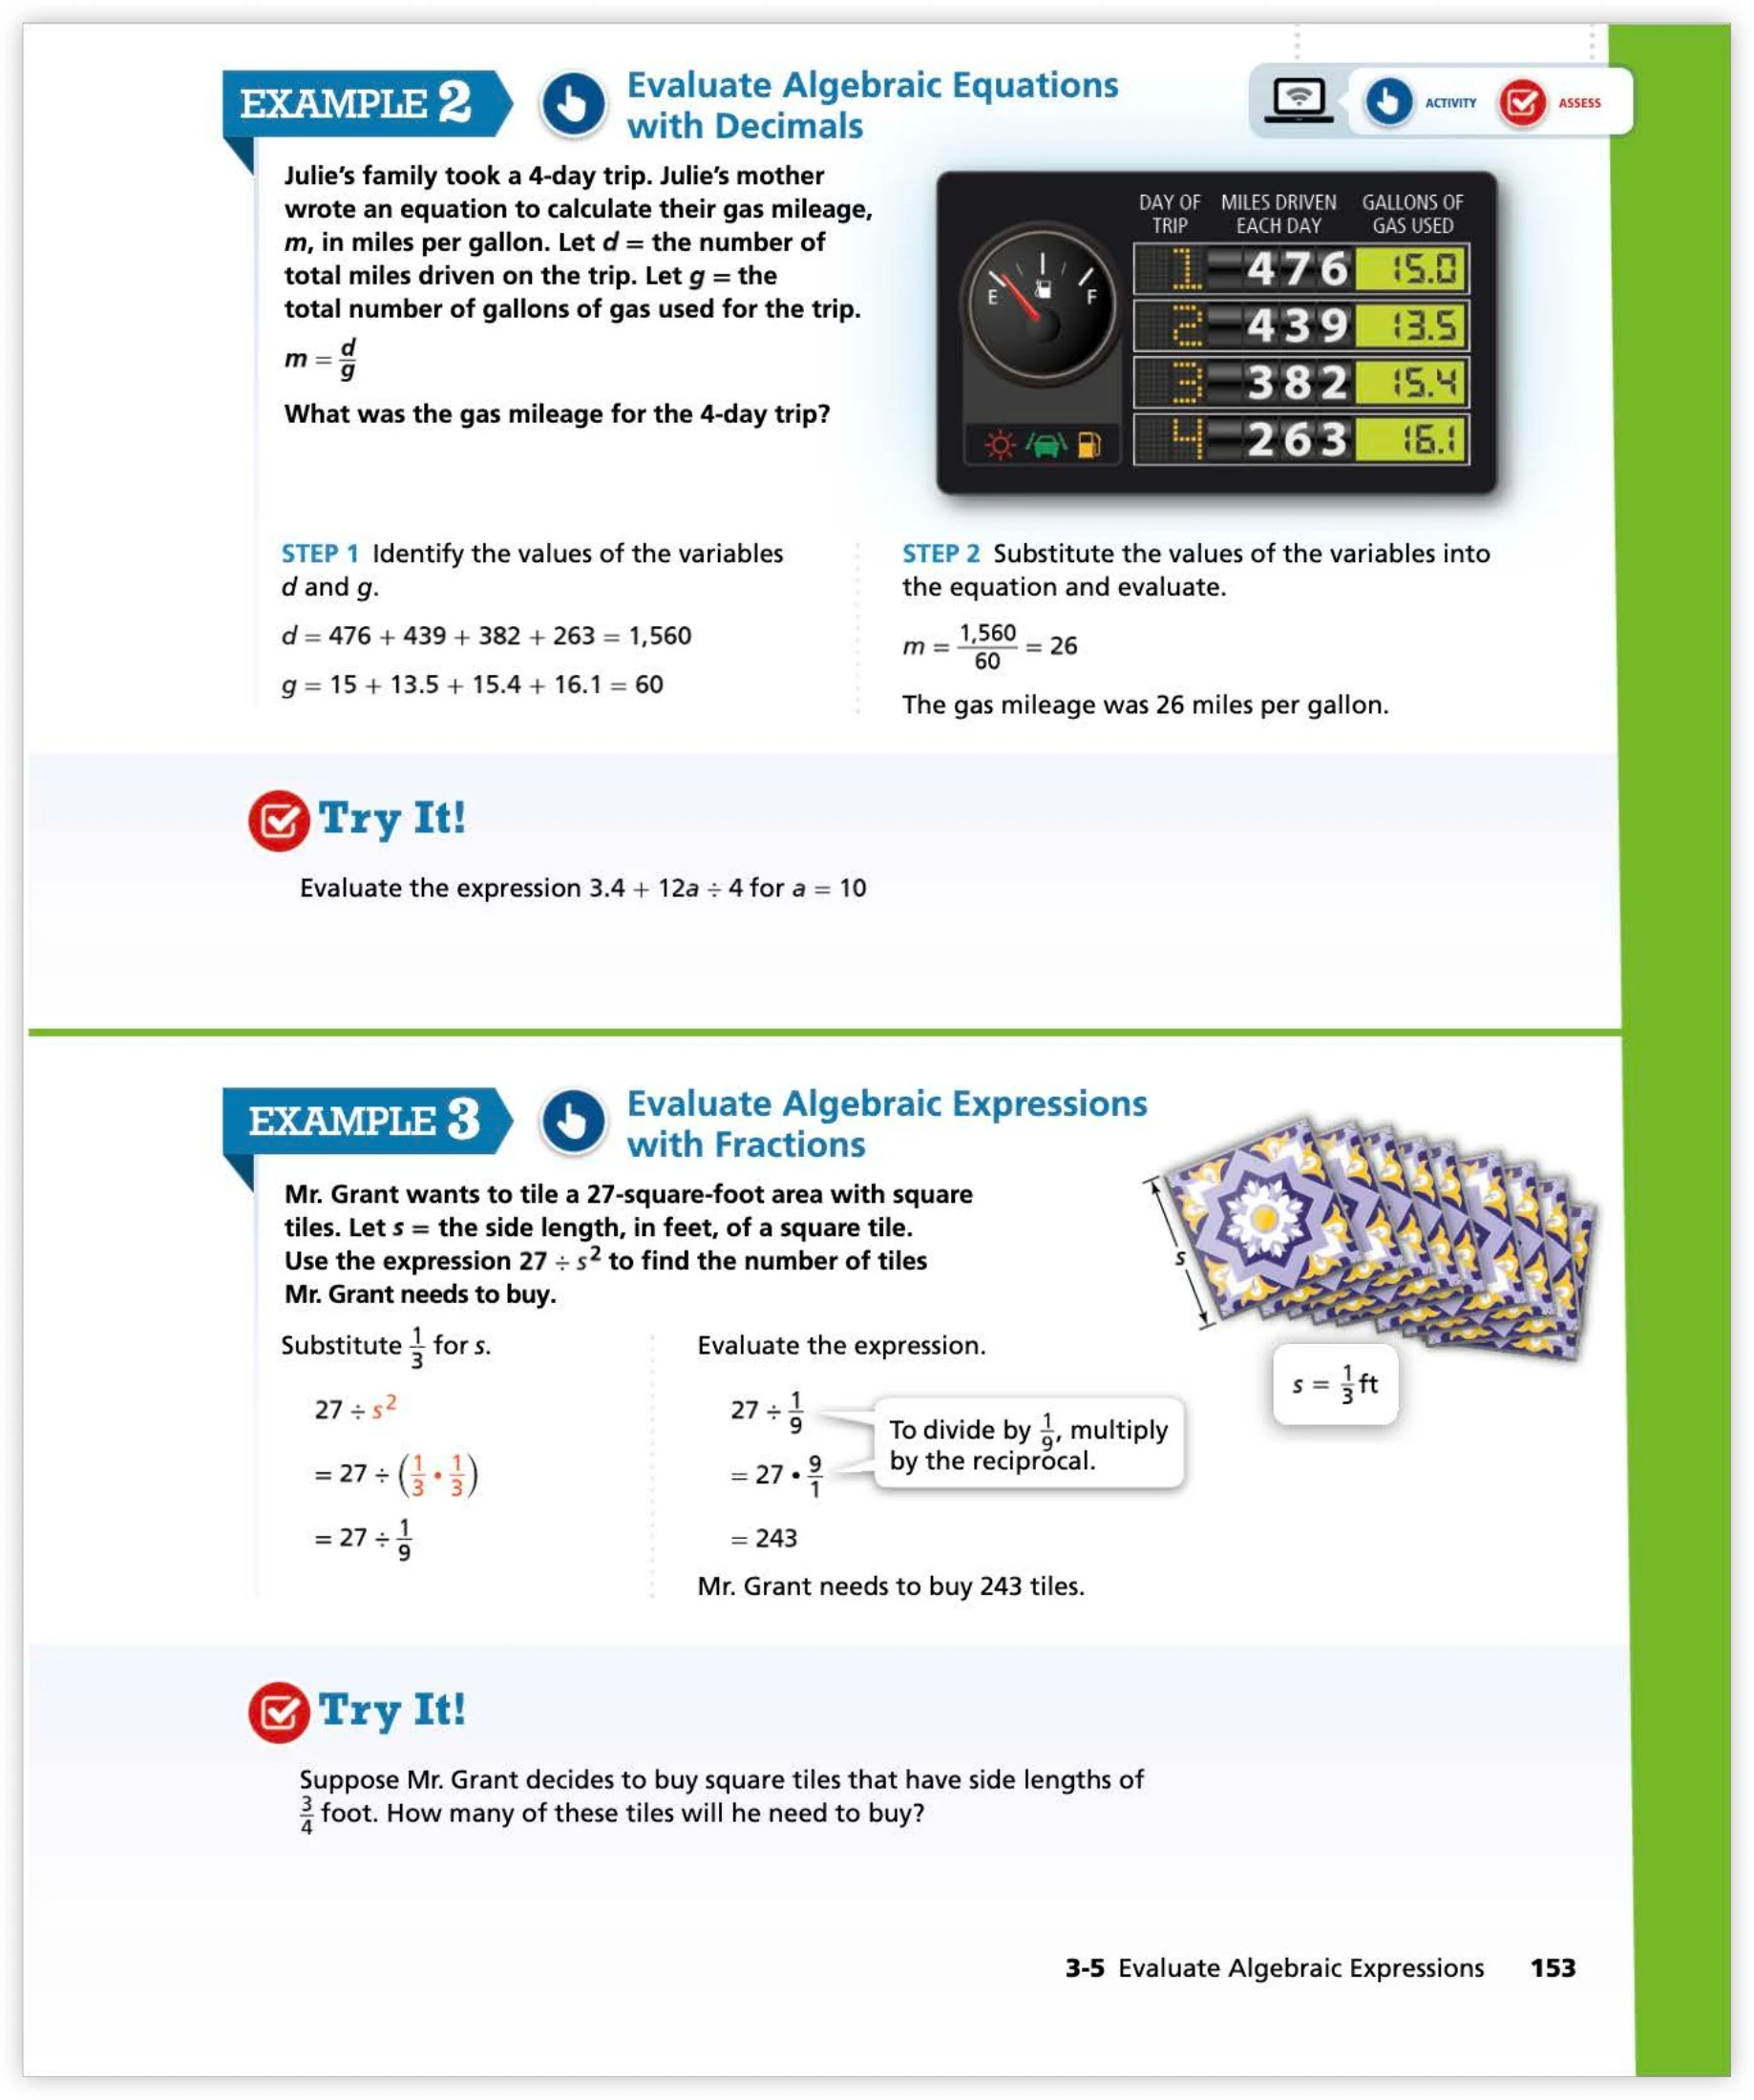 EXAMPLE 2
Evaluate Algebraic Equations
with Decimals
ACTIVITY
ASSESS
Julie's family took a 4-day trip. Julie's mother
wrote an equation to calculate their gas mileage,
m, in miles per gallon. Let d = the number of
total miles driven on the trip. Let g = the
total number of gallons of gas used for the trip.
m = d/g
What was the gas mileage for the 4-day trip?
E F
DAY OF TRIP MILES DRIVEN EACH DAY GALLONS OF GAS USED
1 476 15.0
2 439 13.5
3 382 15.4
4 263 16.1
STEP 1 Identify the values of the variables
d and g.
d = 476 + 439 + 382 + 263 = 1,560
g = 15 + 13.5 + 15.4 + 16.1 = 60
STEP 2 Substitute the values of the variables into
the equation and evaluate.
m = 1,560/60 = 26
The gas mileage was 26 miles per gallon.
Try It!
Evaluate the expression 3.4 + 12a ÷ 4 for a = 10
EXAMPLE 3
Evaluate Algebraic Expressions
with Fractions
Mr. Grant wants to tile a 27-square-foot area with square
tiles. Let s = the side length, in feet, of a square tile.
Use the expression 27 ÷ s² to find the number of tiles
Mr. Grant needs to buy.
s
s = 1/3 ft
Substitute 1/3 for s.
27 ÷ s²
= 27 ÷ (1/3 • 1/3)
= 27 ÷ 1/9
Evaluate the expression.
27 ÷ 1/9
= 27 • 9/1
= 243
To divide by 1/9, multiply
by the reciprocal.
Mr. Grant needs to buy 243 tiles.
Try It!
Suppose Mr. Grant decides to buy square tiles that have side lengths of
3/4 foot. How many of these tiles will he need to buy?
3-5 Evaluate Algebraic Expressions 153